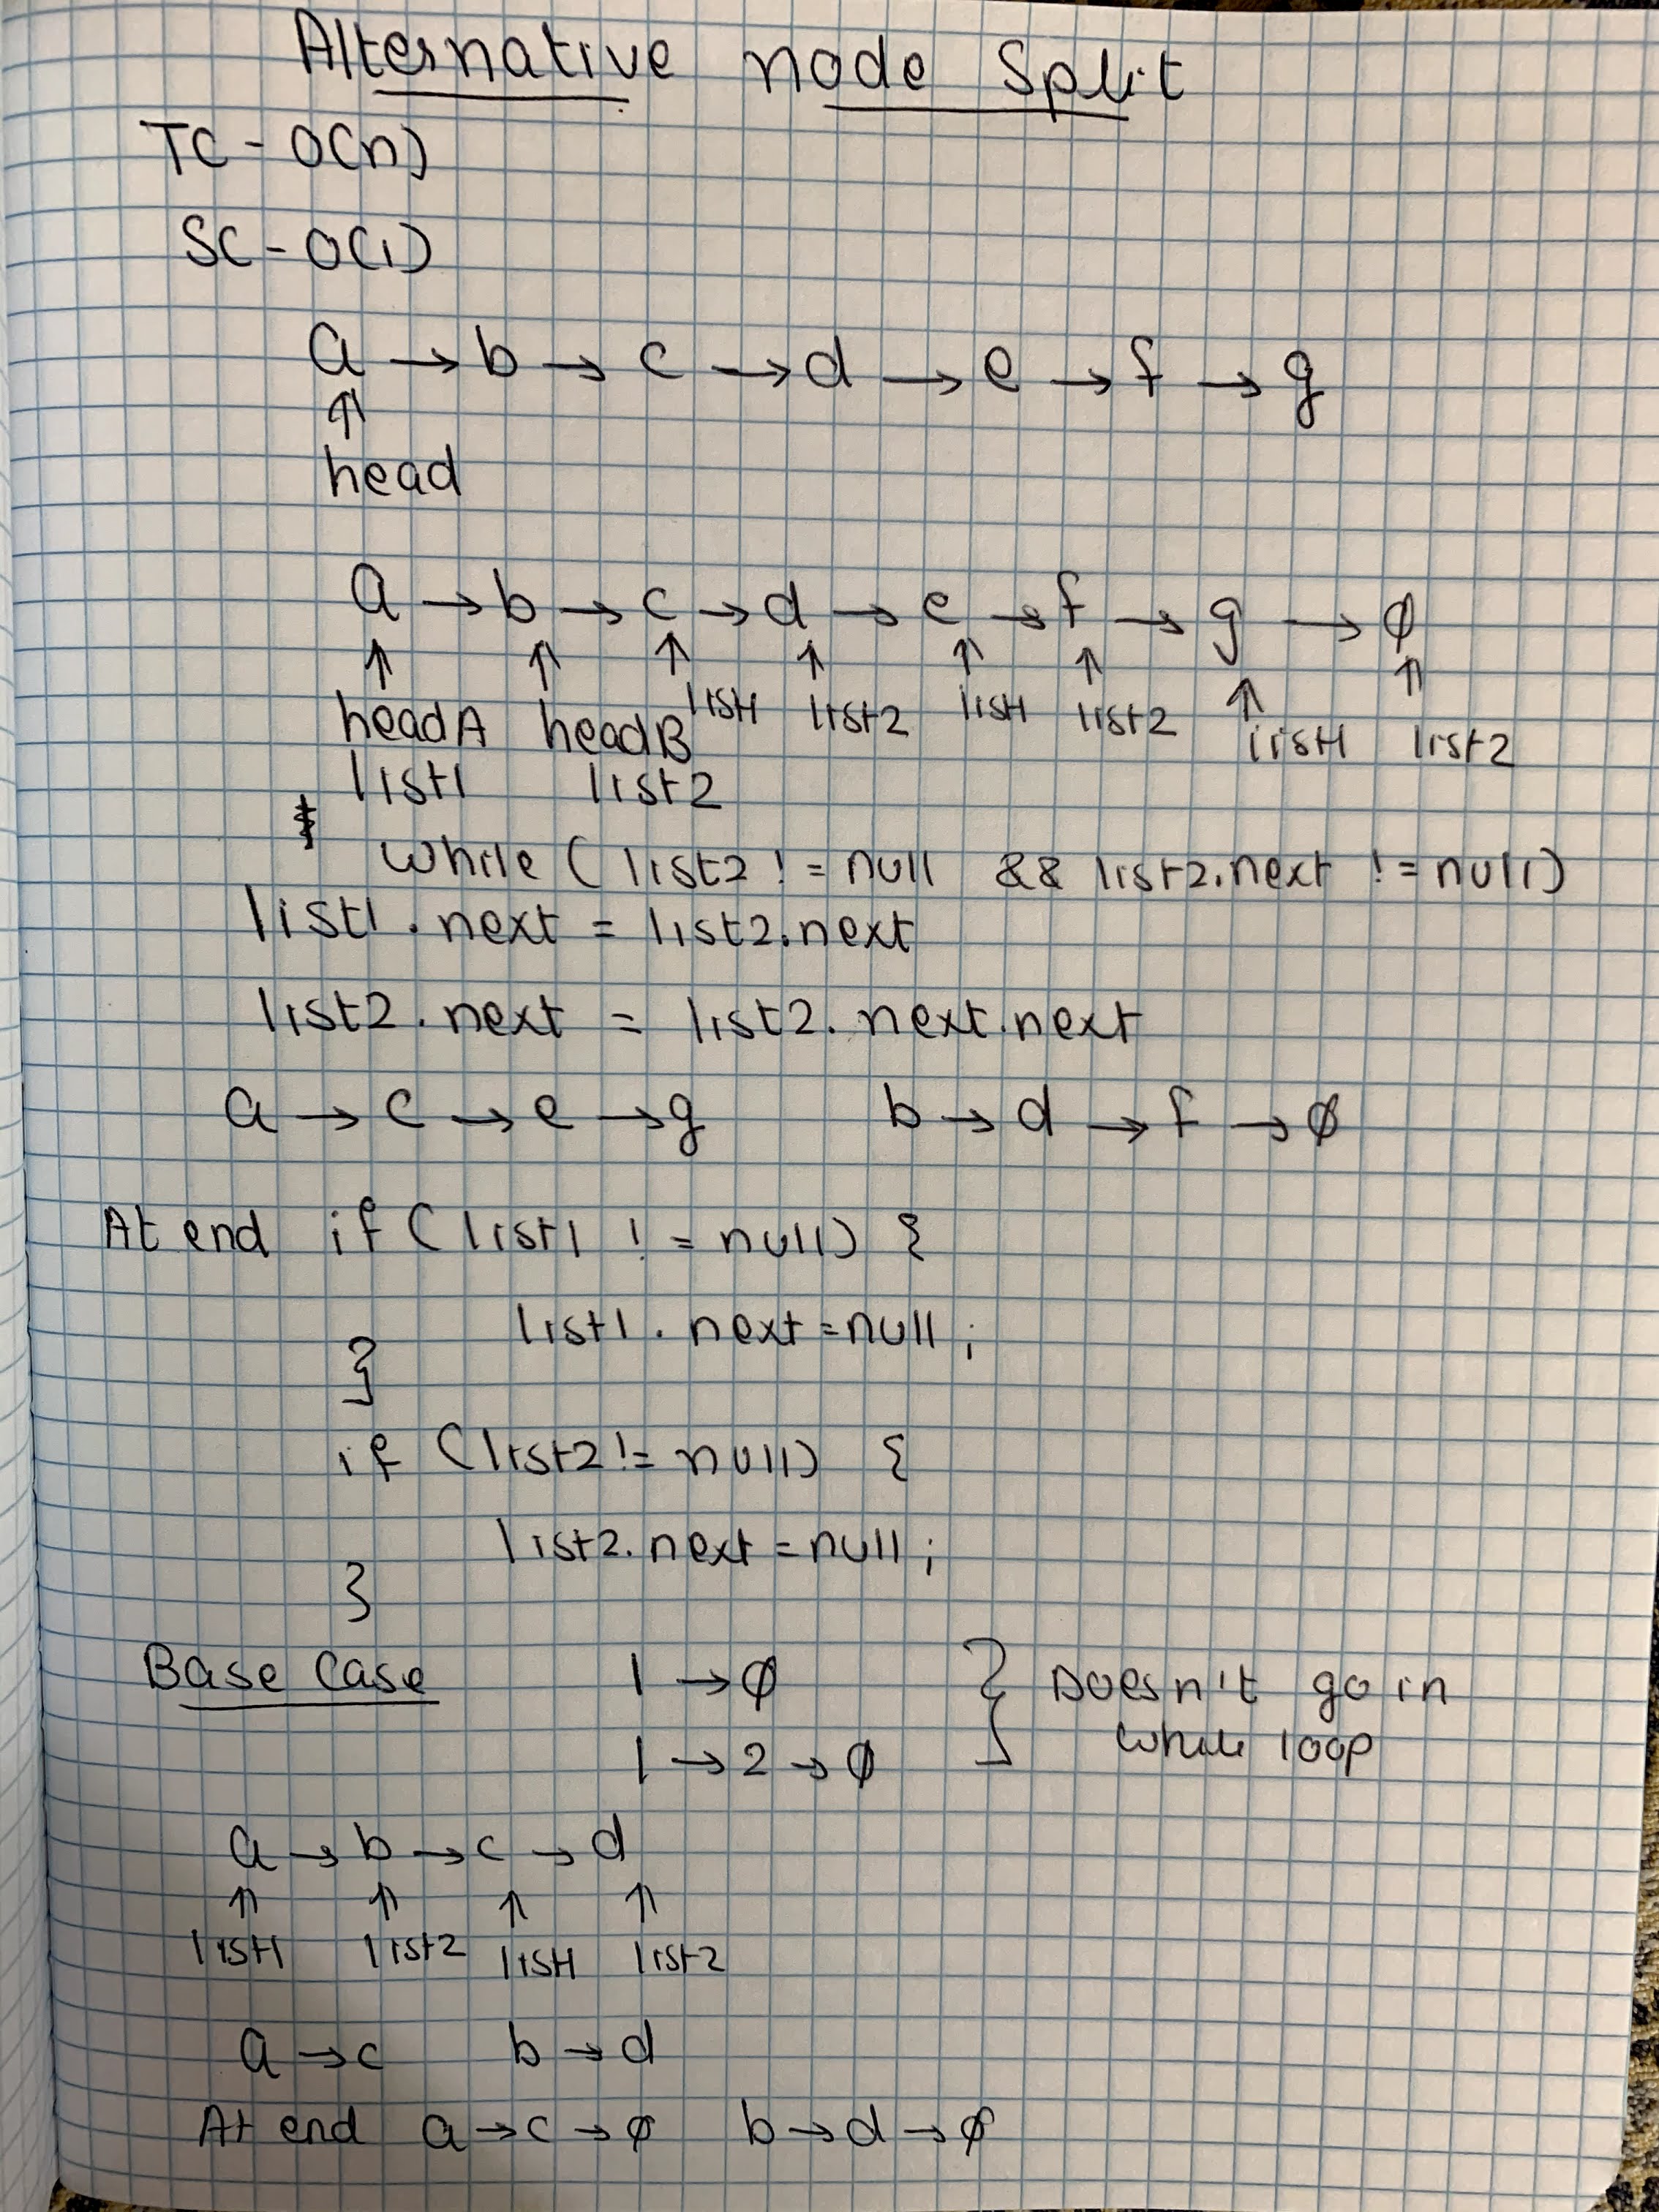 Alternative node Split
TC - O(n)
SC - O(1)
a → b → c → d → e → f → g
↑
head
a → b → c → d → e → f → g → ∅
↑ ↑ ↑ ↑ ↑ ↑ ↑ ↑
headA headB list1 list2 list1 list2 list1 list2
list1 list2
while ( list2 != null && list2.next != null)
list1.next = list2.next
list2.next = list2.next.next
a → c → e → g b → d → f → ∅
At end if ( list1 != null) {
list1.next = null;
}
if (list2 != null) {
list2.next = null;
}
Base Case 1 → ∅ } Doesn't go in
1 → 2 → ∅ while loop
a → b → c → d
↑ ↑ ↑ ↑
list1 list2 list1 list2
a → c b → d
At end a → c → ∅ b → d → ∅